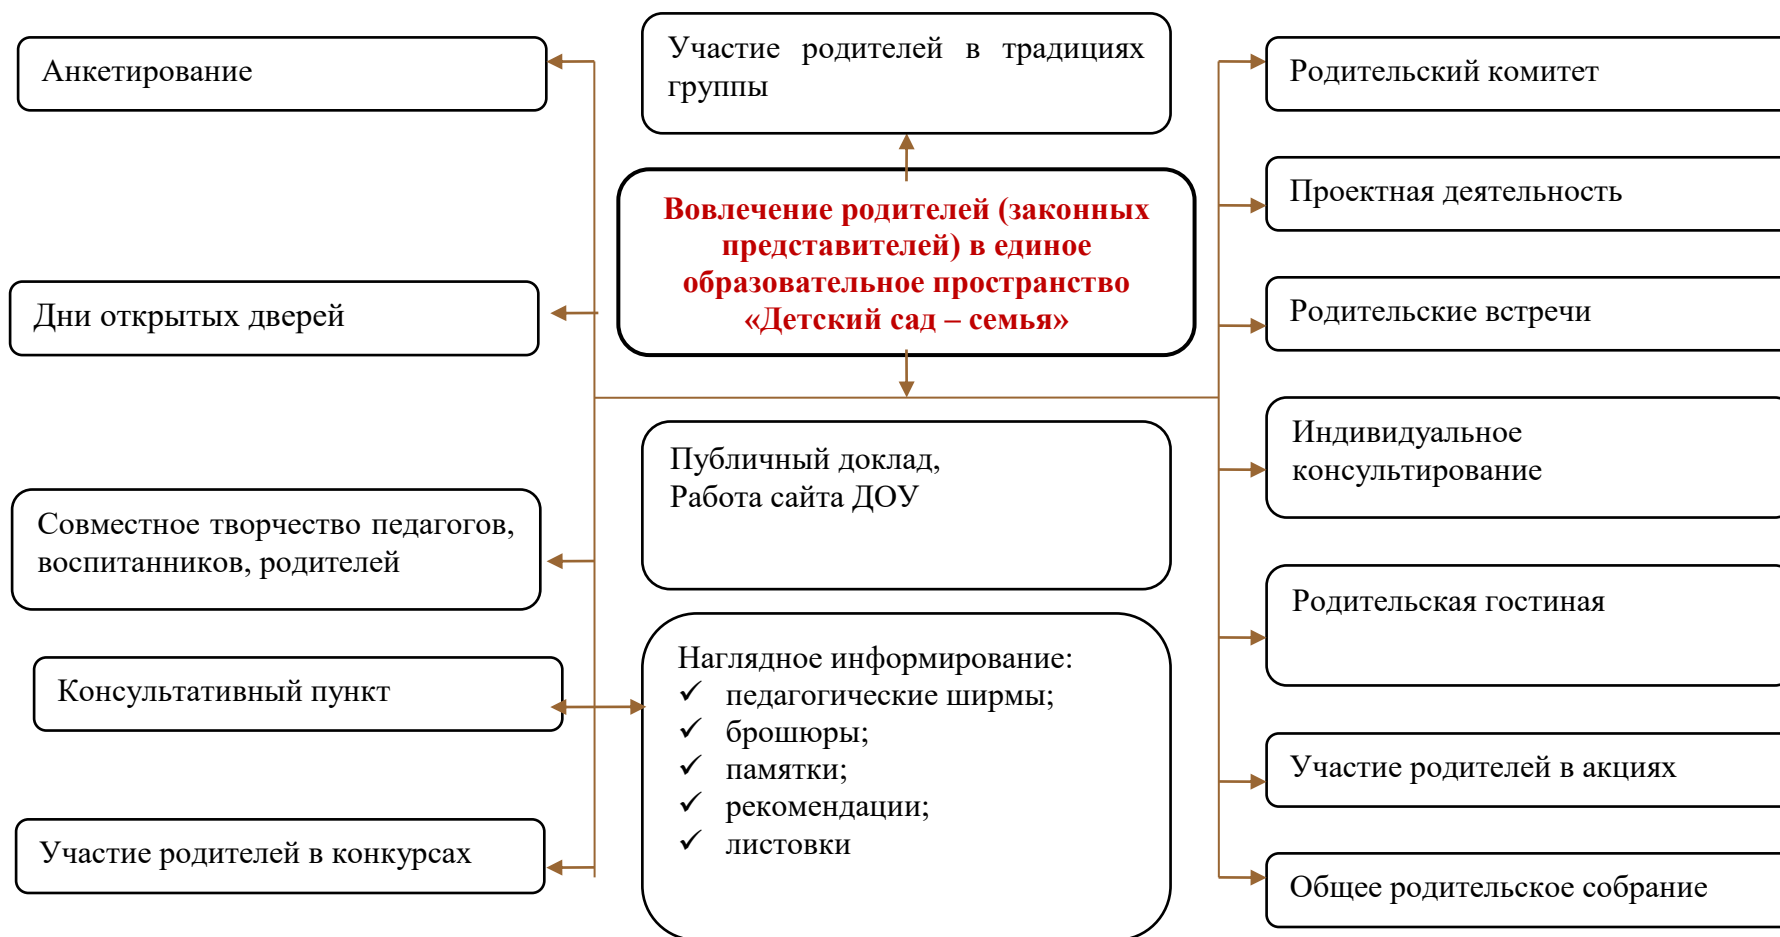 Анкетирование
Дни открытых дверей
Совместное творчество педагогов,
воспитанников, родителей
Консультативный пункт
Участие родителей в конкурсах
Участие родителей в традициях
группы
Вовлечение родителей (законных
представителей) в единое
образовательное пространство
«Детский сад – семья»
Публичный доклад,
Работа сайта ДОУ
Наглядное информирование:
✓ педагогические ширмы;
✓ брошюры;
✓ памятки;
✓ рекомендации;
✓ листовки
Родительский комитет
Проектная деятельность
Родительские встречи
Индивидуальное
консультирование
Родительская гостиная
Участие родителей в акциях
Общее родительское собрание